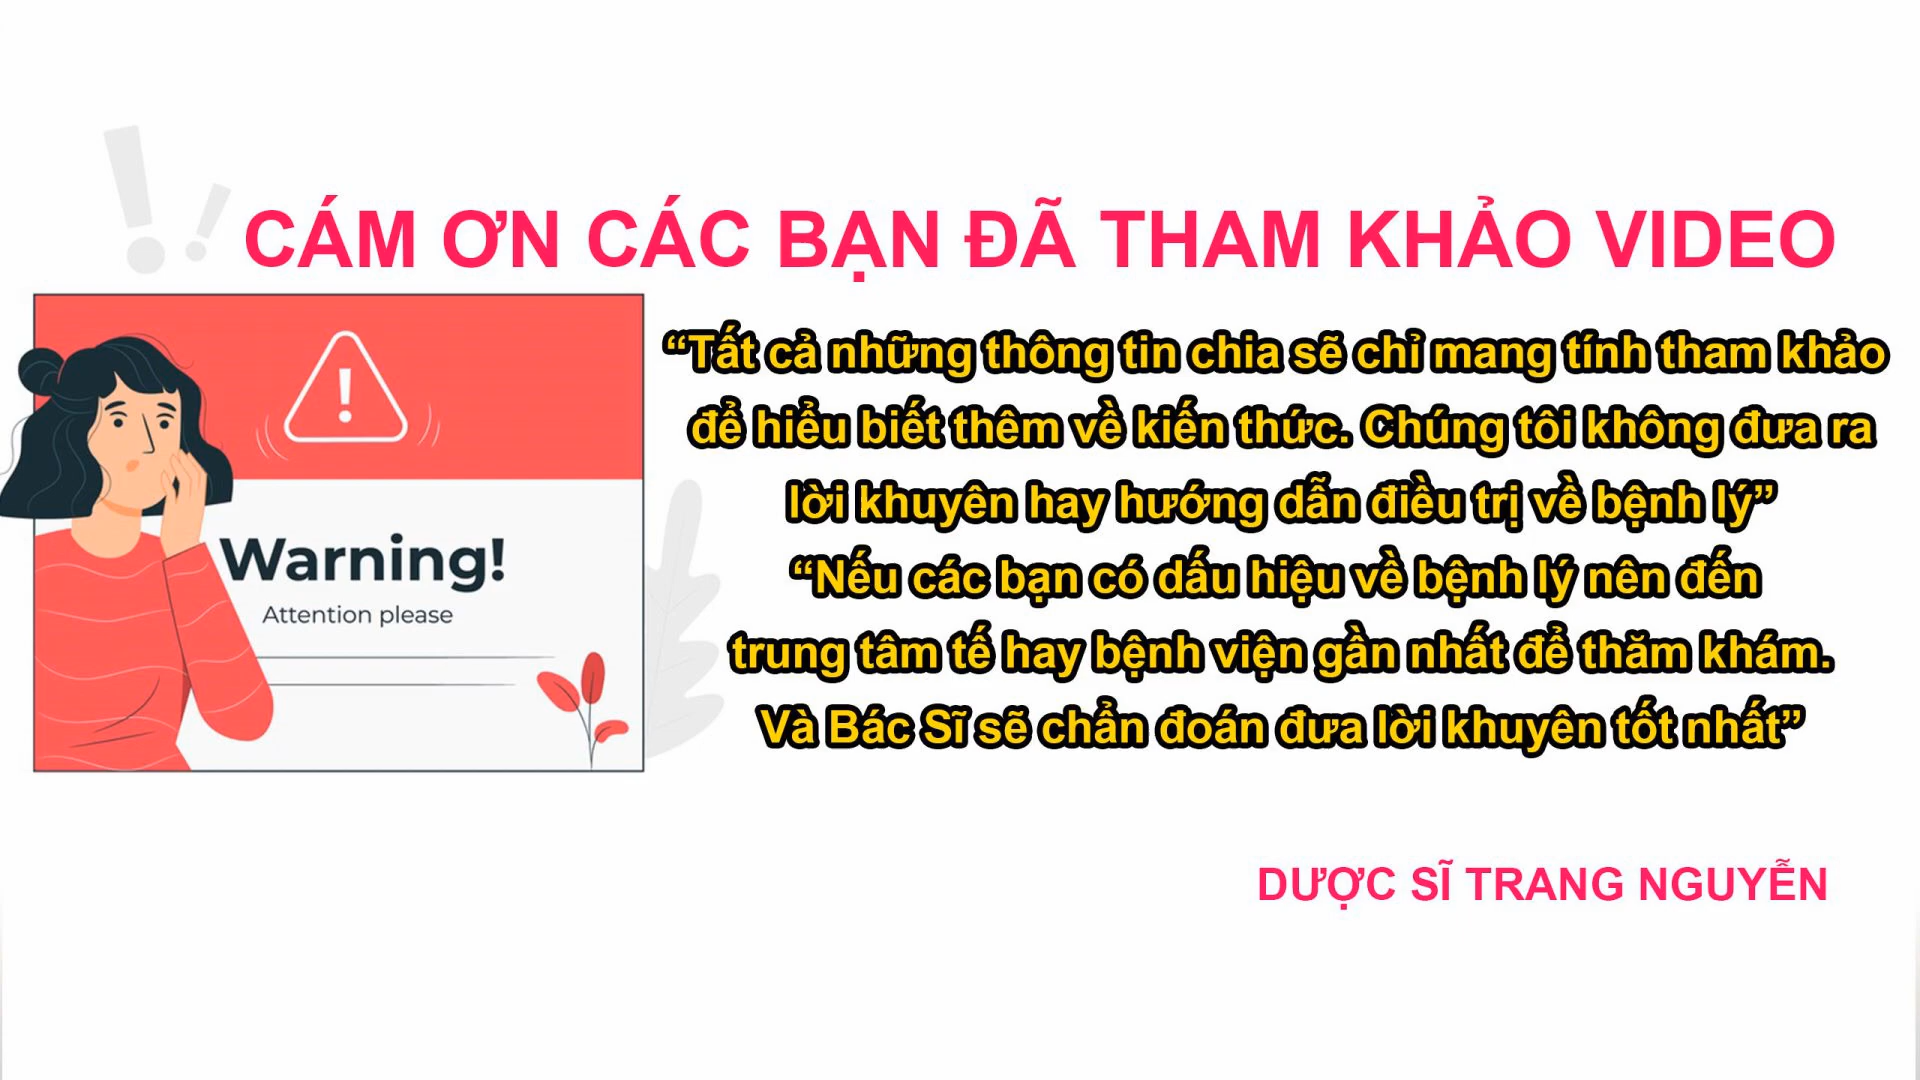 CÁM ƠN CÁC BẠN ĐÃ THAM KHẢO VIDEO
“Tất cả những thông tin chia sẽ chỉ mang tính tham khảo
để hiểu biết thêm về kiến thức. Chúng tôi không đưa ra
lời khuyên hay hướng dẫn điều trị về bệnh lý”
“Nếu các bạn có dấu hiệu về bệnh lý nên đến
trung tâm tế hay bệnh viện gần nhất để thăm khám.
Và Bác Sĩ sẽ chẩn đoán đưa lời khuyên tốt nhất”
Warning!
Attention please
DƯỢC SĨ TRANG NGUYỄN